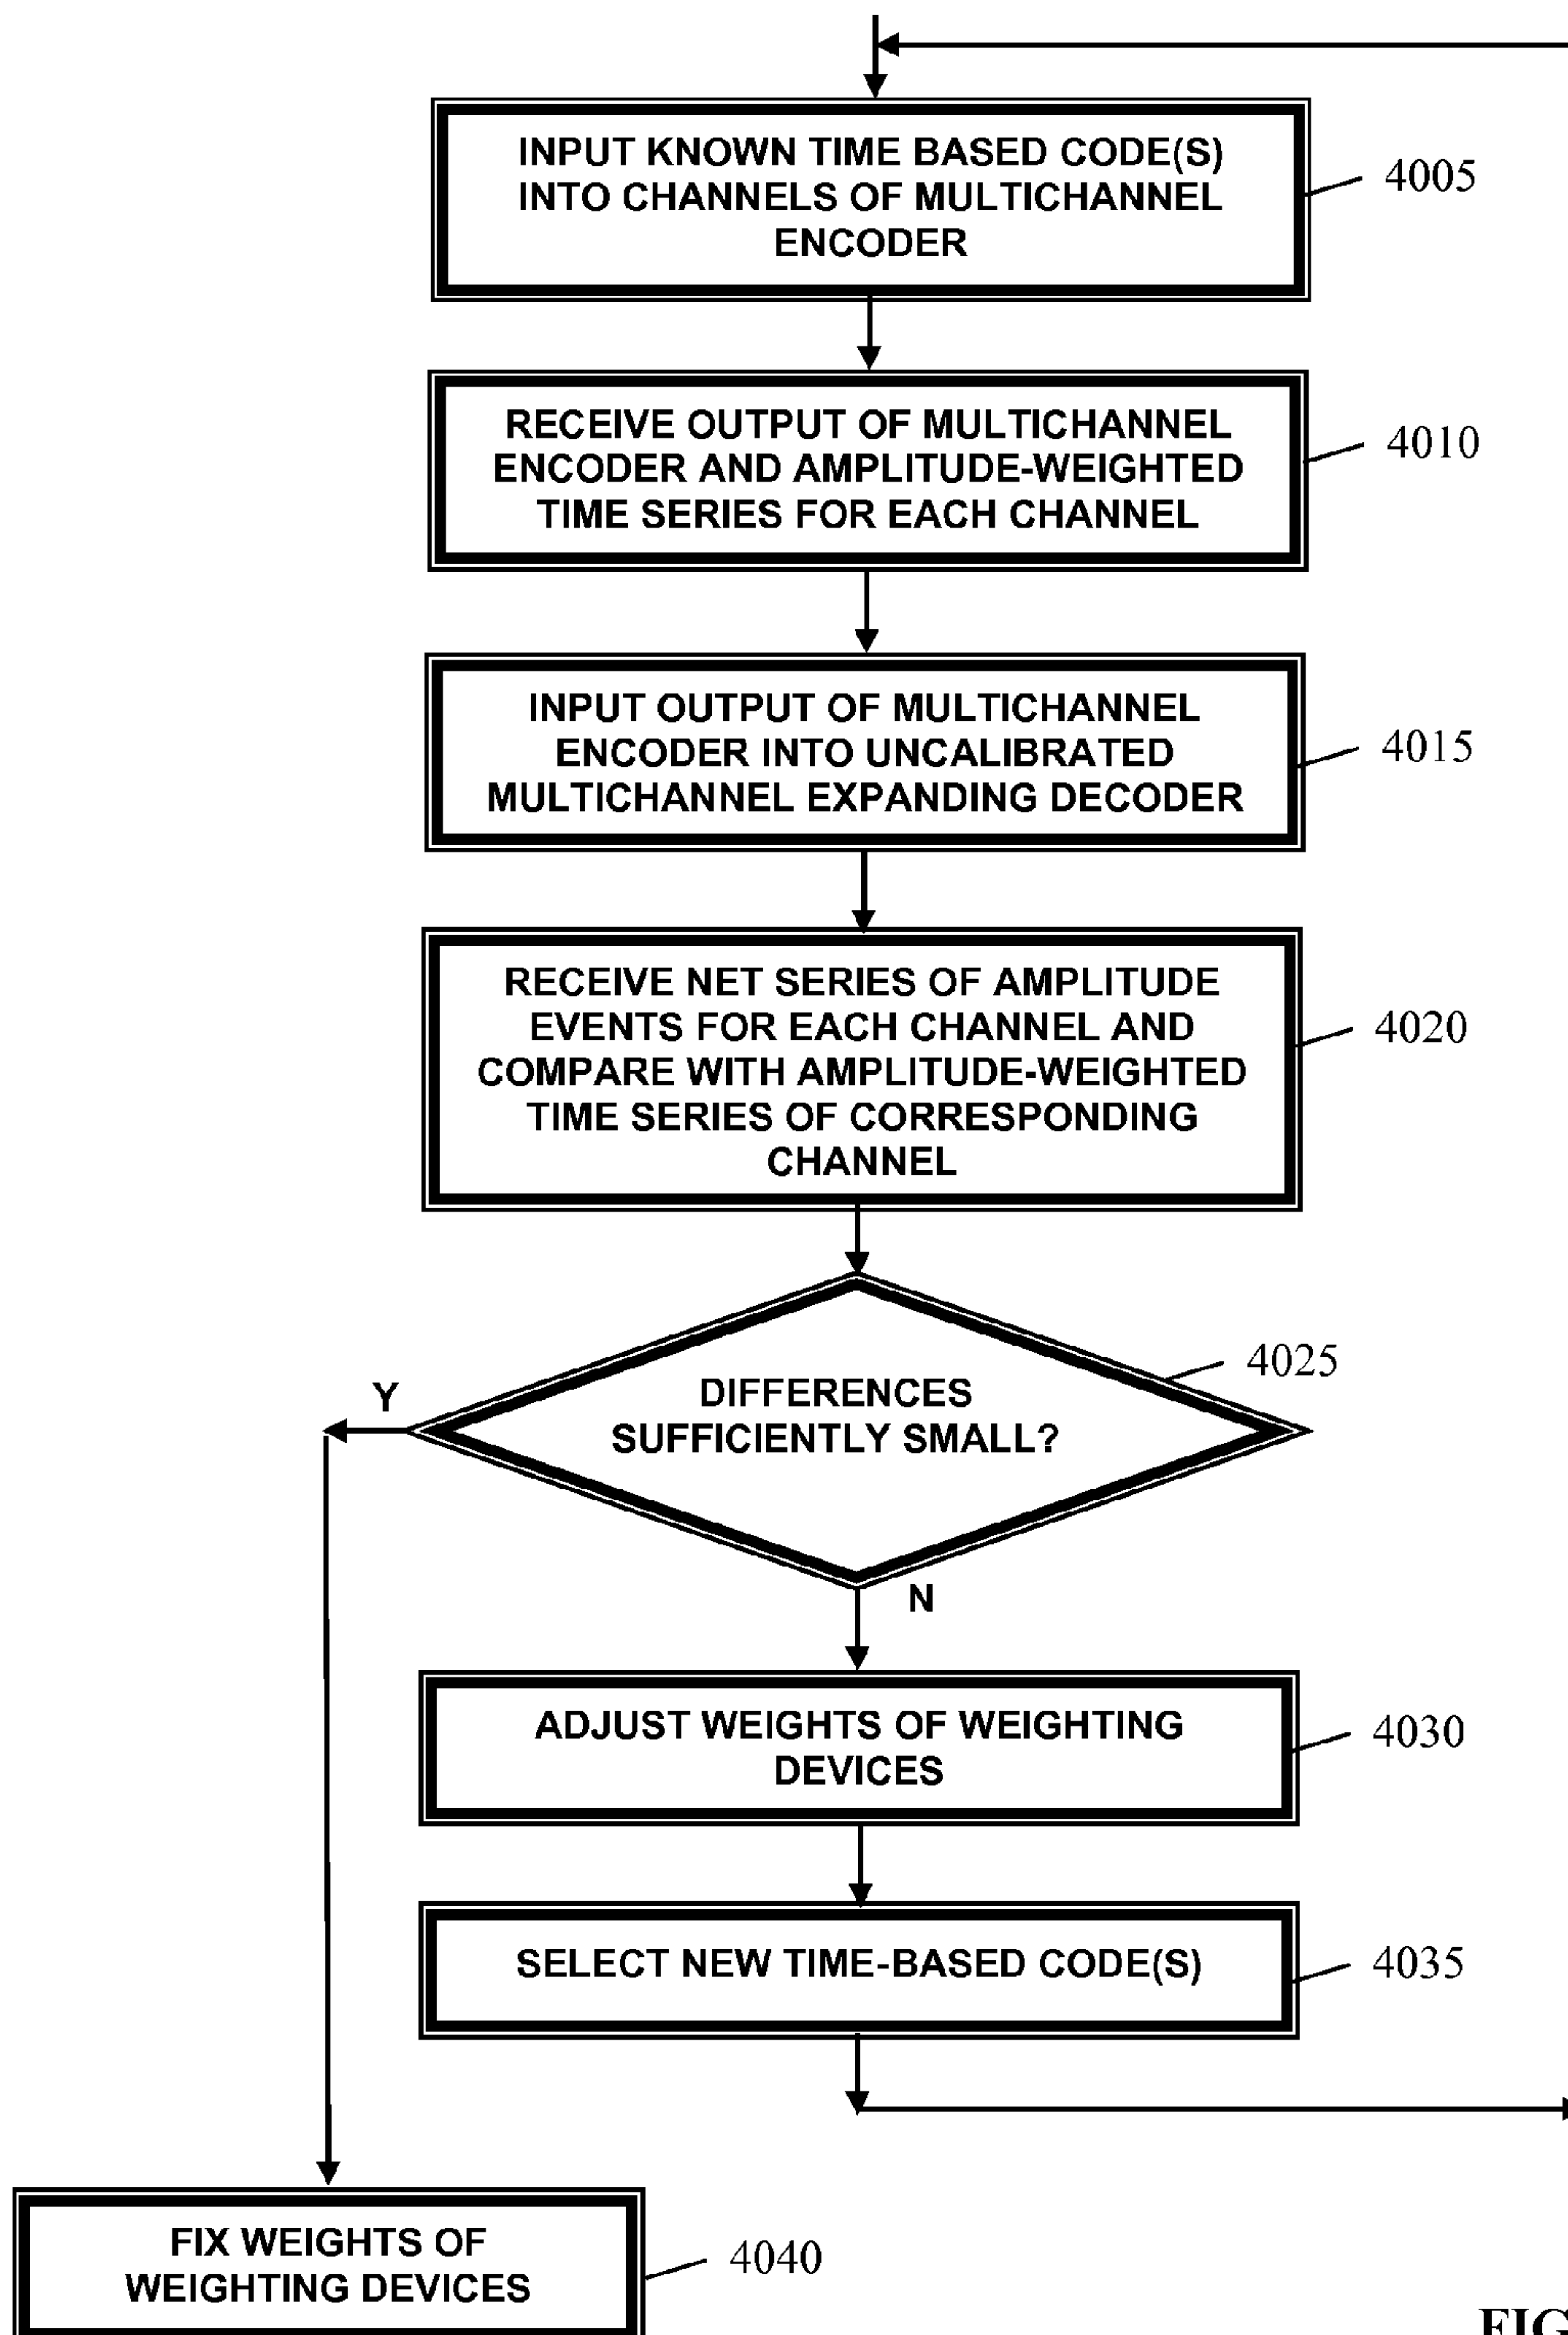 INPUT KNOWN TIME BASED CODE(S)
INTO CHANNELS OF MULTICHANNEL
ENCODER
4005
RECEIVE OUTPUT OF MULTICHANNEL
ENCODER AND AMPLITUDE-WEIGHTED
TIME SERIES FOR EACH CHANNEL
4010
INPUT OUTPUT OF MULTICHANNEL
ENCODER INTO UNCALIBRATED
MULTICHANNEL EXPANDING DECODER
4015
RECEIVE NET SERIES OF AMPLITUDE
EVENTS FOR EACH CHANNEL AND
COMPARE WITH AMPLITUDE-WEIGHTED
TIME SERIES OF CORRESPONDING
CHANNEL
4020
DIFFERENCES
SUFFICIENTLY SMALL?
4025
Y
N
ADJUST WEIGHTS OF WEIGHTING
DEVICES
4030
SELECT NEW TIME-BASED CODE(S)
4035
FIX WEIGHTS OF
WEIGHTING DEVICES
4040
FIG